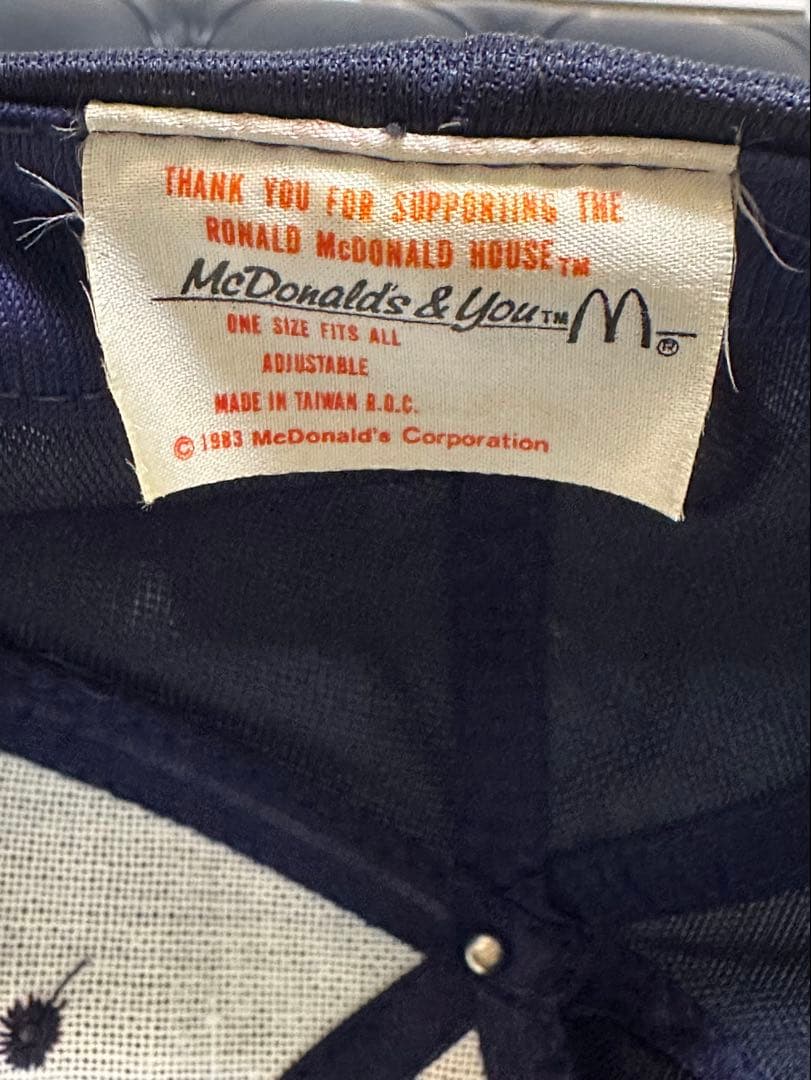 THANK YOU FOR SUPPORTING THE
RONALD McDONALD HOUSE™
McDonald's & You™ M®
ONE SIZE FITS ALL
ADJUSTABLE
MADE IN TAIWAN R.O.C.
© 1983 McDonald's Corporation